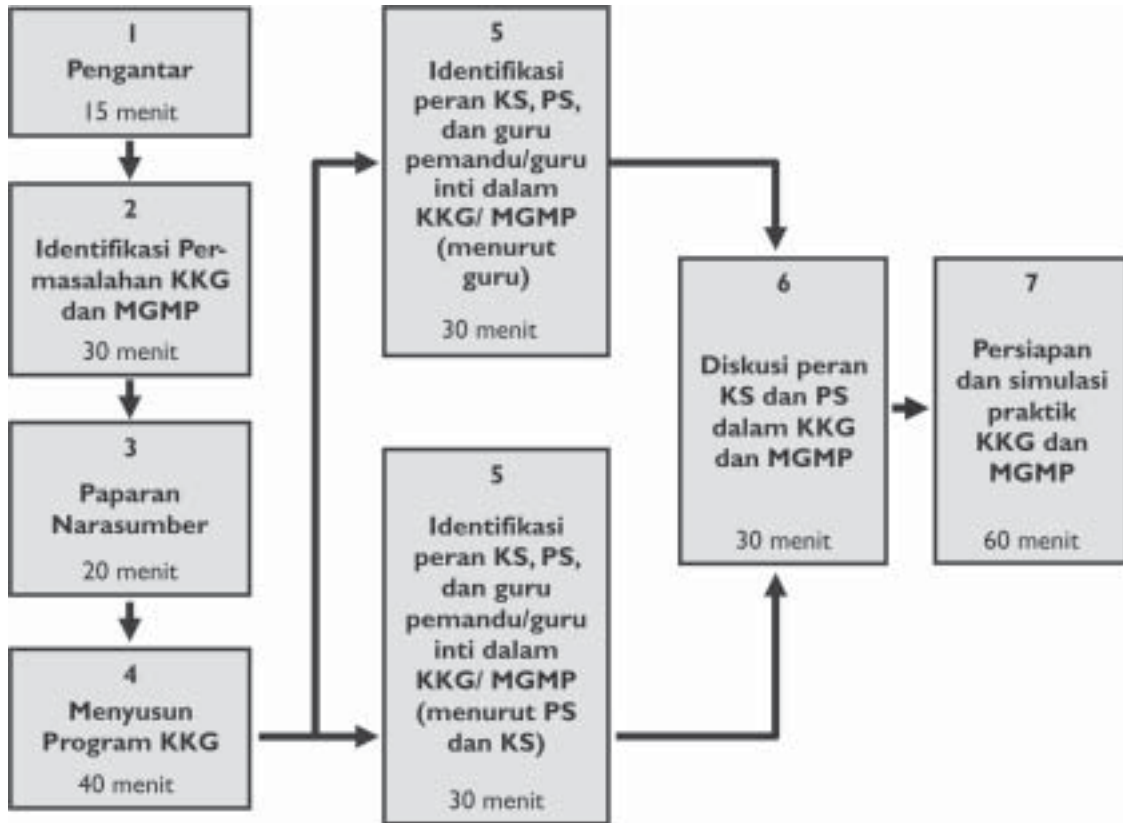 1
Pengantar
15 menit
2
Identifikasi Per-
masalahan KKG
dan MGMP
30 menit
3
Paparan
Narasumber
20 menit
4
Menyusun
Program KKG
40 menit
5
Identifikasi
peran KS, PS,
dan guru
pemandu/guru
inti dalam
KKG/ MGMP
(menurut
guru)
30 menit
5
Identifikasi
peran KS, PS,
dan guru
pemandu/guru
inti dalam
KKG/ MGMP
(menurut PS
dan KS)
30 menit
6
Diskusi peran
KS dan PS
dalam KKG
dan MGMP
30 menit
7
Persiapan
dan simulasi
praktik
KKG dan
MGMP
60 menit